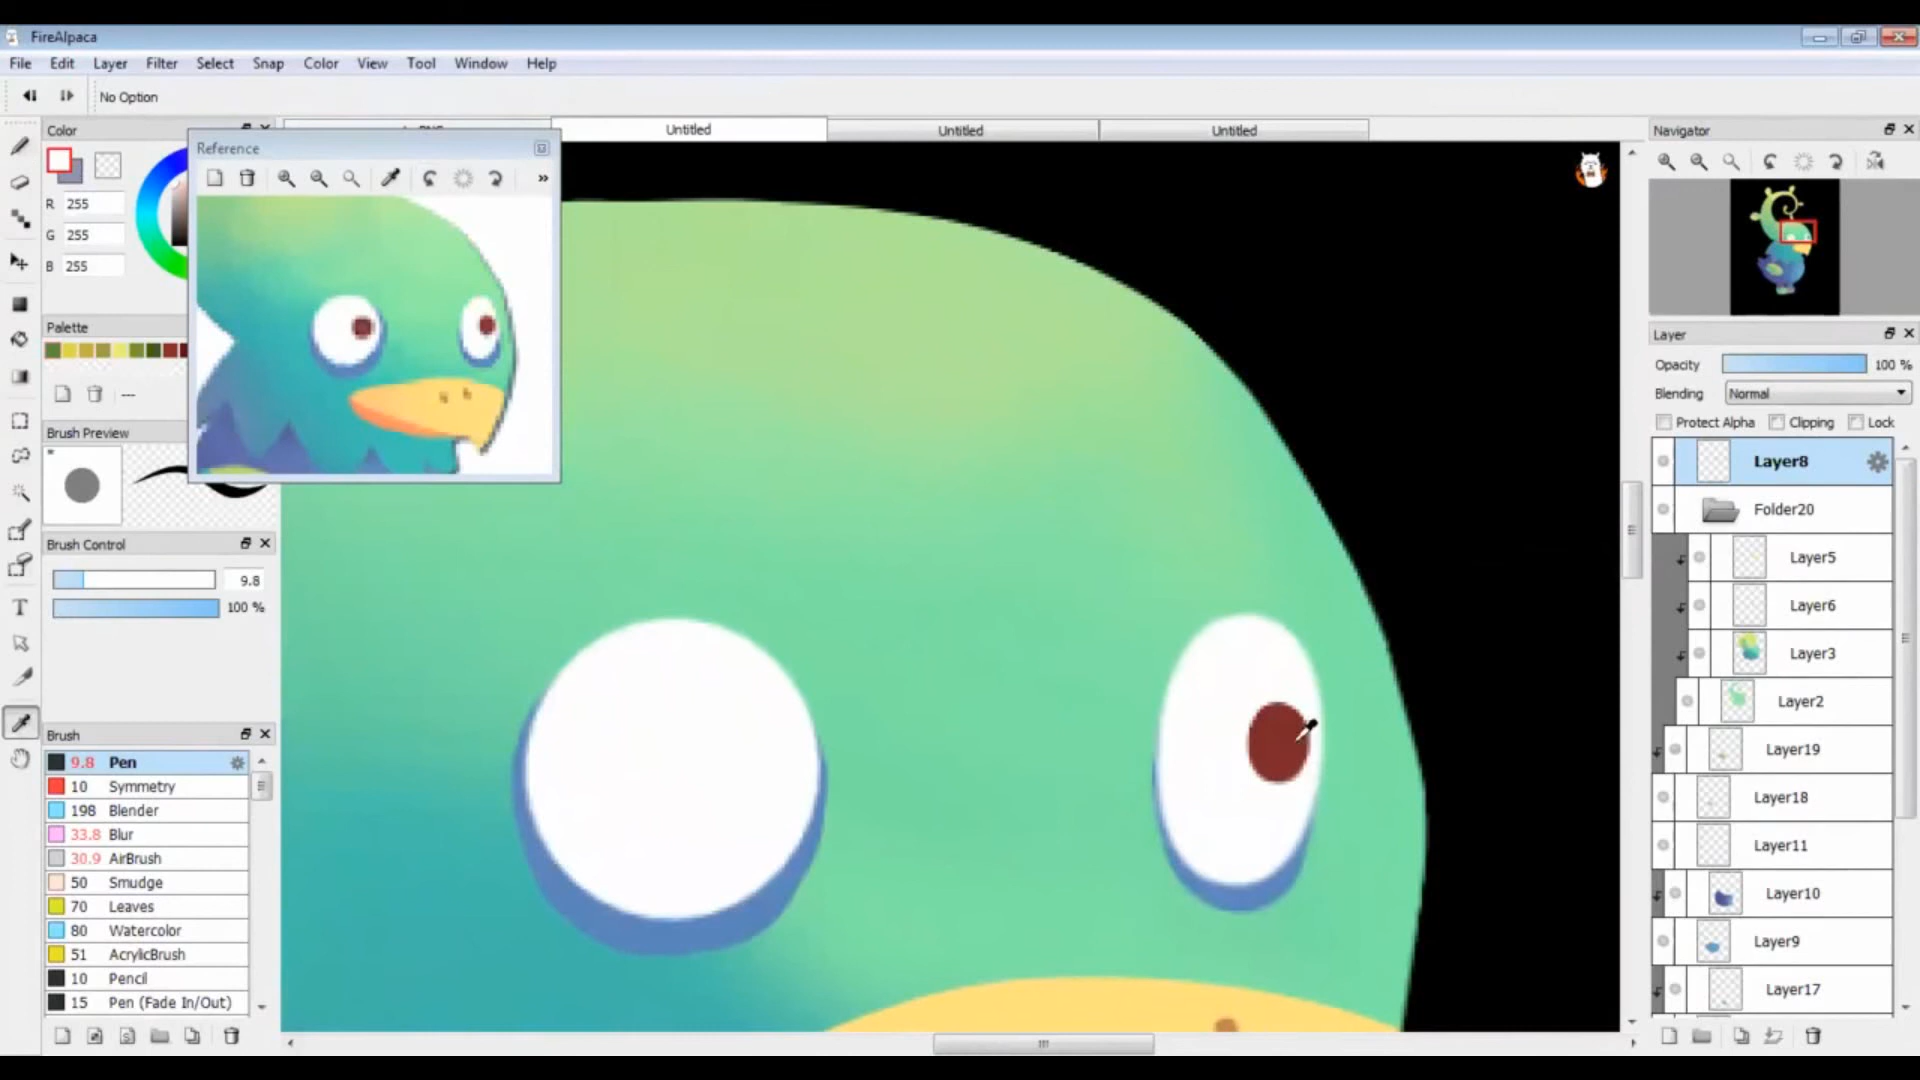 FireAlpaca
File Edit Layer Filter Select Snap Color View Tool Window Help
No Option
Color
Untitled
Untitled
Untitled
Navigator
Reference
R 255
G 255
B 255
Palette
---
Layer
Opacity 100 %
Blending Normal
Protect Alpha Clipping Lock
Brush Preview
Layer8
Folder20
Layer5
Layer6
Layer3
Layer2
Layer19
Layer18
Layer11
Layer10
Layer9
Layer17
Brush Control
9.8
100 %
Brush
9.8 Pen
10 Symmetry
198 Blender
33.8 Blur
30.9 AirBrush
50 Smudge
70 Leaves
80 Watercolor
51 AcrylicBrush
10 Pencil
15 Pen (Fade In/Out)